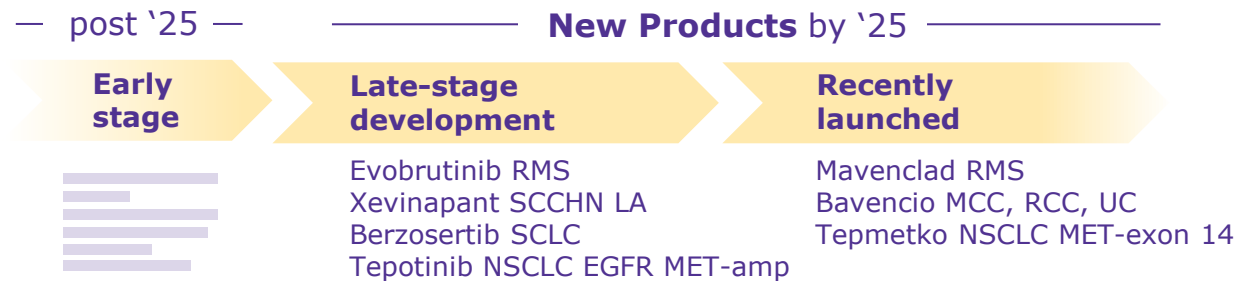 post ‘25
New Products by ‘25
Early
stage
Late-stage
development
Recently
launched
Evobrutinib RMS
Xevinapant SCCHN LA
Berzosertib SCLC
Tepotinib NSCLC EGFR MET-amp
Mavenclad RMS
Bavencio MCC, RCC, UC
Tepmetko NSCLC MET-exon 14